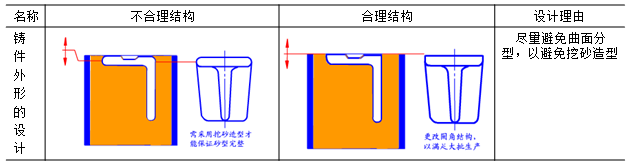 名称 不合理结构 合理结构 设计理由
铸件外形的设计
需采用挖砂造型才
能保证砂型完整
更改圆角结构，
以满足大批生产
尽量避免曲面分
型，以避免挖砂造型